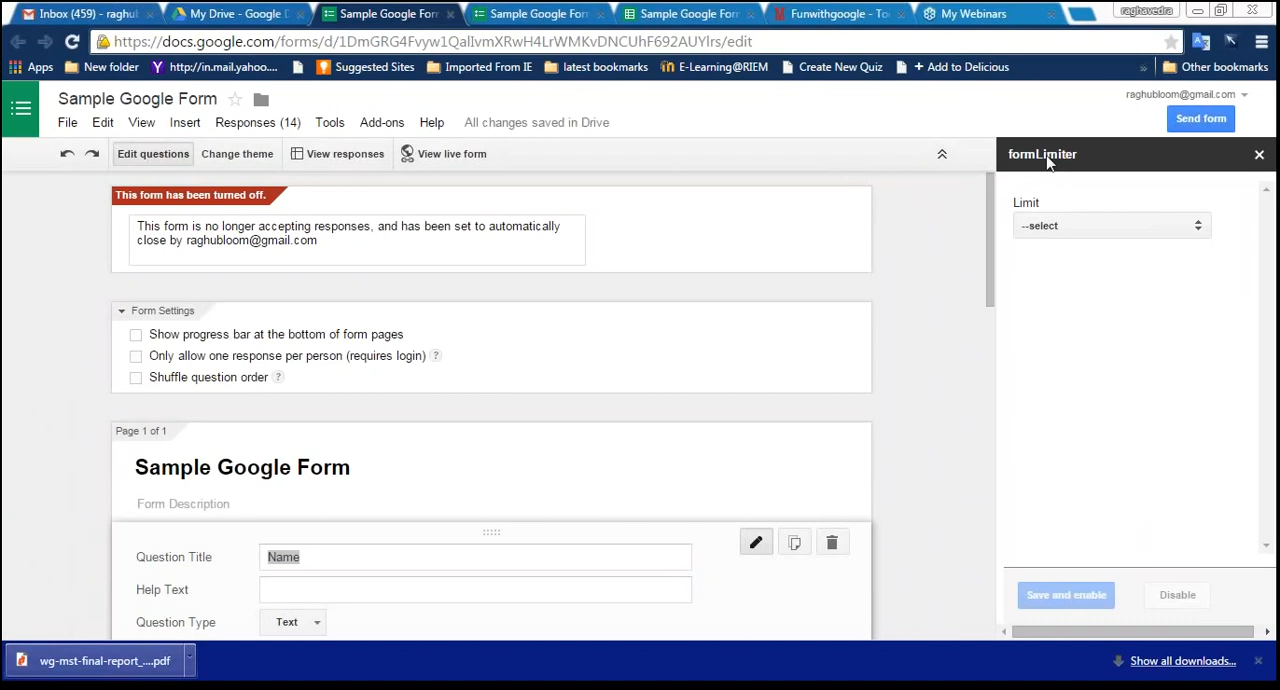 Inbox (459) - raghu
My Drive - Google D
Sample Google Form
Sample Google Form
Sample Google Form
Funwithgoogle - Too
My Webinars
raghavedra
https://docs.google.com/forms/d/1DmGRG4Fvyw1QalIvmXRwH4LrWMKvDNCUhF692AUYlrs/edit
Apps
New folder
http://in.mail.yahoo....
Suggested Sites
Imported From IE
latest bookmarks
E-Learning@RIEM
Create New Quiz
+ Add to Delicious
»
Other bookmarks
Sample Google Form
raghubloom@gmail.com
File Edit View Insert Responses (14) Tools Add-ons Help All changes saved in Drive
Send form
Edit questions
Change theme
View responses
View live form
formLimiter
This form has been turned off.
This form is no longer accepting responses, and has been set to automatically
close by raghubloom@gmail.com
Limit
--select
Form Settings
Show progress bar at the bottom of form pages
Only allow one response per person (requires login) ?
Shuffle question order ?
Page 1 of 1
Sample Google Form
Form Description
Question Title Name
Help Text
Question Type Text
Save and enable
Disable
wg-mst-final-report_....pdf
Show all downloads...